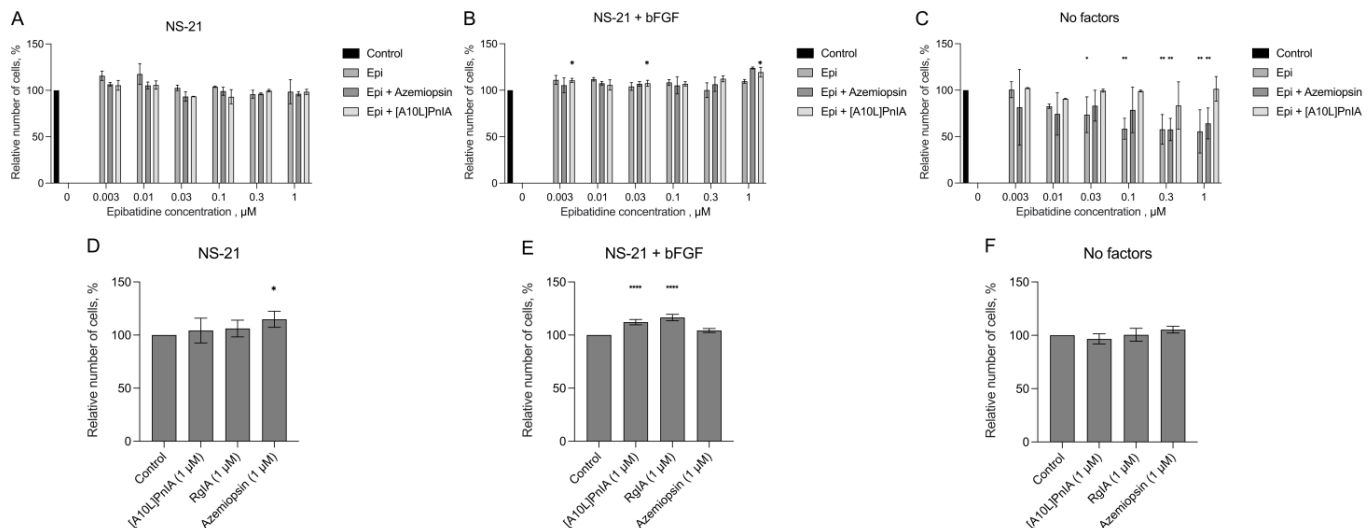 A
NS-21
Relative number of cells, %
150
100
50
0
0 0.003 0.01 0.03 0.1 0.3 1
Epibatidine concentration , µM
Control
Epi
Epi + Azemiopsin
Epi + [A10L]PnIA
B
NS-21 + bFGF
Relative number of cells, %
150
100
50
0
* * *
0 0.003 0.01 0.03 0.1 0.3 1
Epibatidine concentration , µM
Control
Epi
Epi + Azemiopsin
Epi + [A10L]PnIA
C
No factors
Relative number of cells, %
150
100
50
0
* ** ** ** ** **
0 0.003 0.01 0.03 0.1 0.3 1
Epibatidine concentration , µM
Control
Epi
Epi + Azemiopsin
Epi + [A10L]PnIA
D
NS-21
Relative number of cells, %
150
100
50
0
*
Control
[A10L]PnIA (1 µM)
RgIA (1 µM)
Azemiopsin (1 µM)
E
NS-21 + bFGF
Relative number of cells, %
150
100
50
0
**** ****
Control
[A10L]PnIA (1 µM)
RgIA (1 µM)
Azemiopsin (1 µM)
F
No factors
Relative number of cells, %
150
100
50
0
Control
[A10L]PnIA (1 µM)
RgIA (1 µM)
Azemiopsin (1 µM)